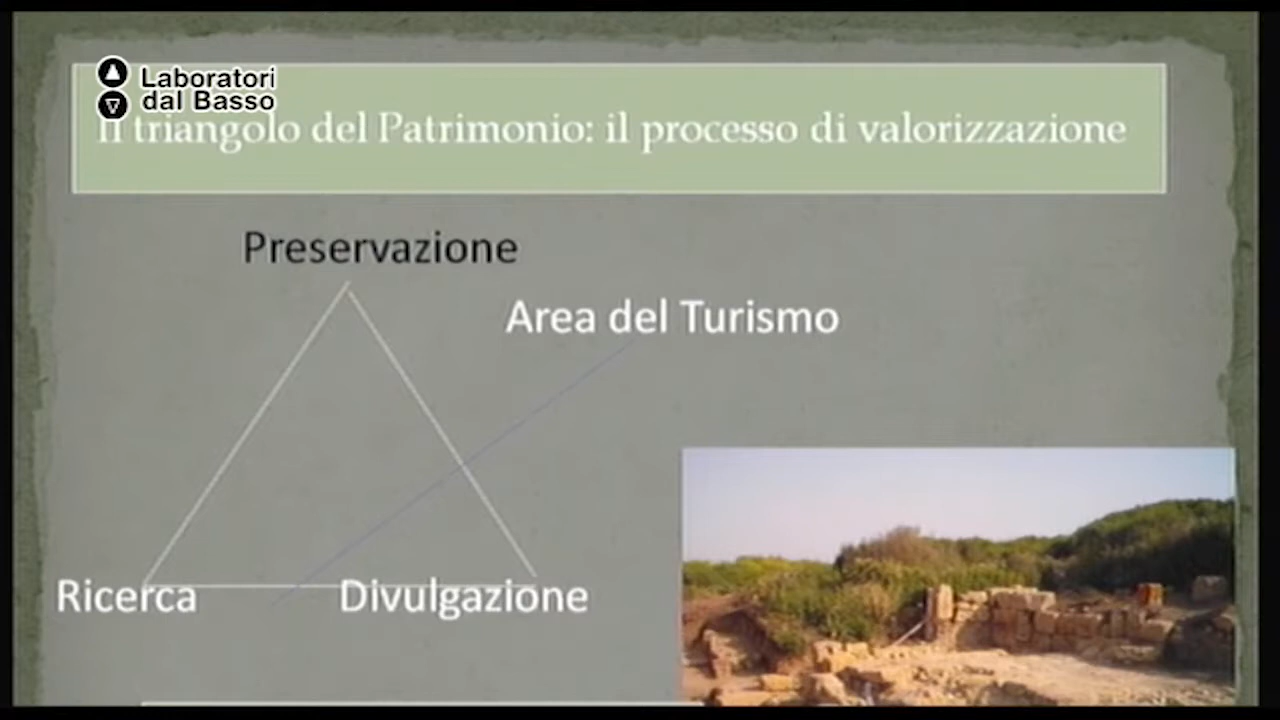 Laboratori
dal Basso
Il triangolo del Patrimonio: il processo di valorizzazione
Preservazione
Area del Turismo
Ricerca
Divulgazione